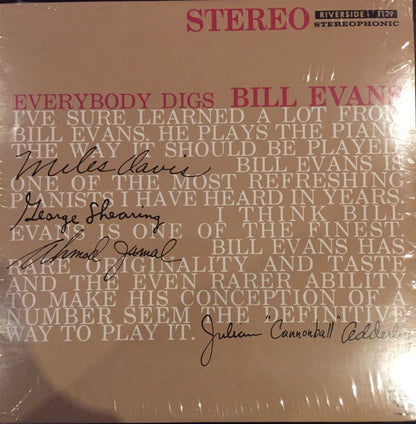 STEREO
RIVERSIDE 1129
STEREOPHONIC
EVERYBODY DIGS BILL EVANS
I'VE SURE LEARNED A LOT FROM
BILL EVANS. HE PLAYS THE PIANO
THE WAY IT SHOULD BE PLAYED.
Miles Davis BILL EVANS IS
ONE OF THE MOST REFRESHING
PIANISTS I HAVE HEARD IN YEARS.
George Shearing I THINK BILL
EVANS IS ONE OF THE FINEST.
Ahmad Jamal BILL EVANS HAS
RARE ORIGINALITY AND TASTE
AND THE EVEN RARER ABILITY
TO MAKE HIS CONCEPTION OF A
NUMBER SEEM THE DEFINITIVE
WAY TO PLAY IT. Julian "Cannonball" Adderley